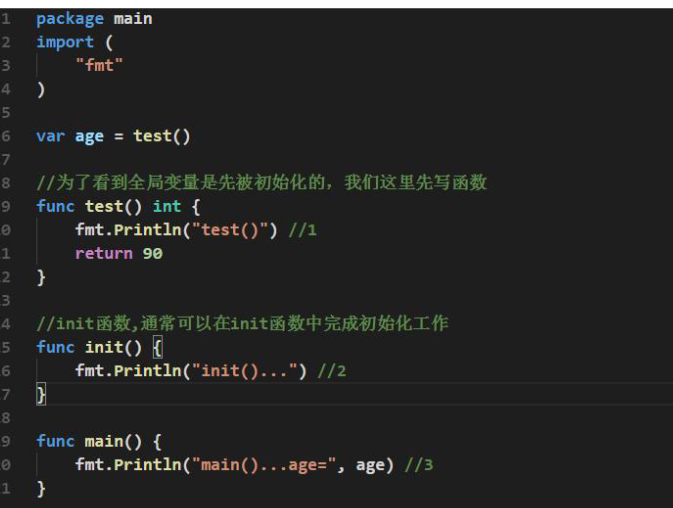 1 package main
2 import (
3 "fmt"
4 )
5
6 var age = test()
7
8 //为了看到全局变量是先被初始化的，我们这里先写函数
9 func test() int {
0 fmt.Println("test()") //1
1 return 90
2 }
3
4 //init函数,通常可以在init函数中完成初始化工作
5 func init() {
6 fmt.Println("init()...") //2
7 }
8
9 func main() {
0 fmt.Println("main()...age=", age) //3
1 }